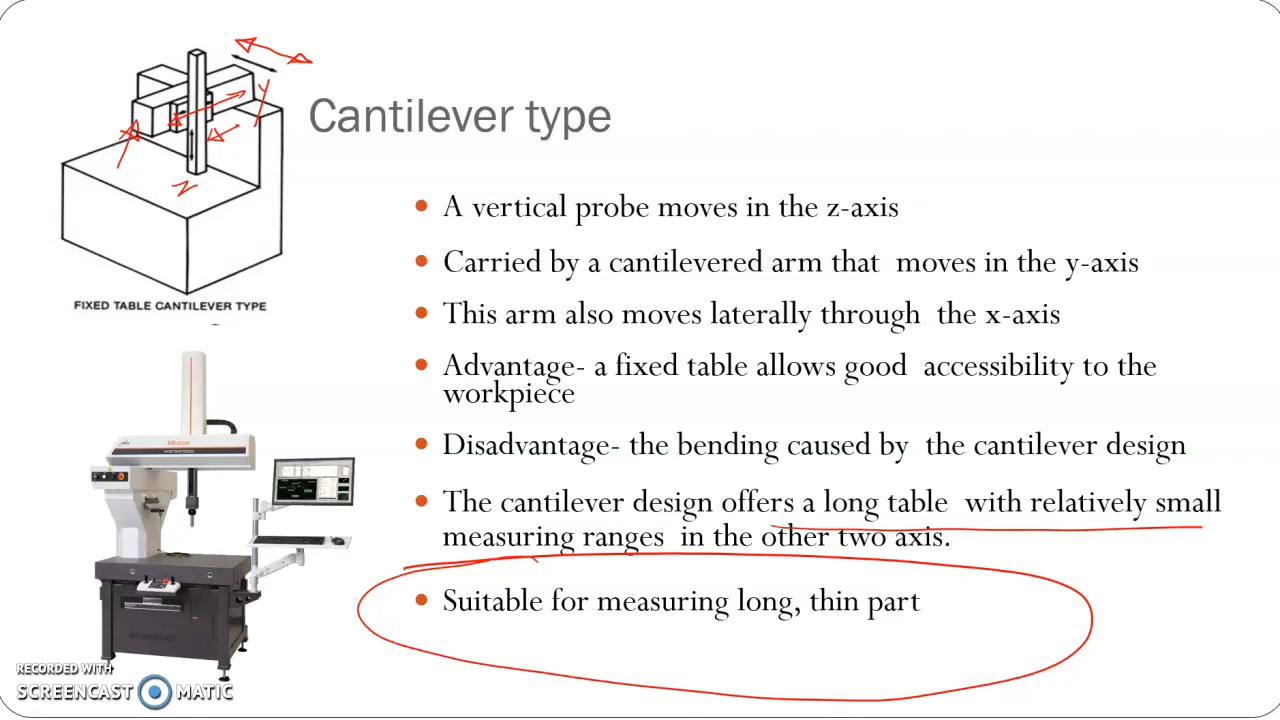 Y
N
Cantilever type
FIXED TABLE CANTILEVER TYPE
• A vertical probe moves in the z-axis
• Carried by a cantilevered arm that moves in the y-axis
• This arm also moves laterally through the x-axis
• Advantage- a fixed table allows good accessibility to the
workpiece
• Disadvantage- the bending caused by the cantilever design
• The cantilever design offers a long table with relatively small
measuring ranges in the other two axis.
• Suitable for measuring long, thin part
Mitutoyo
RECORDED WITH
SCREENCAST MATIC